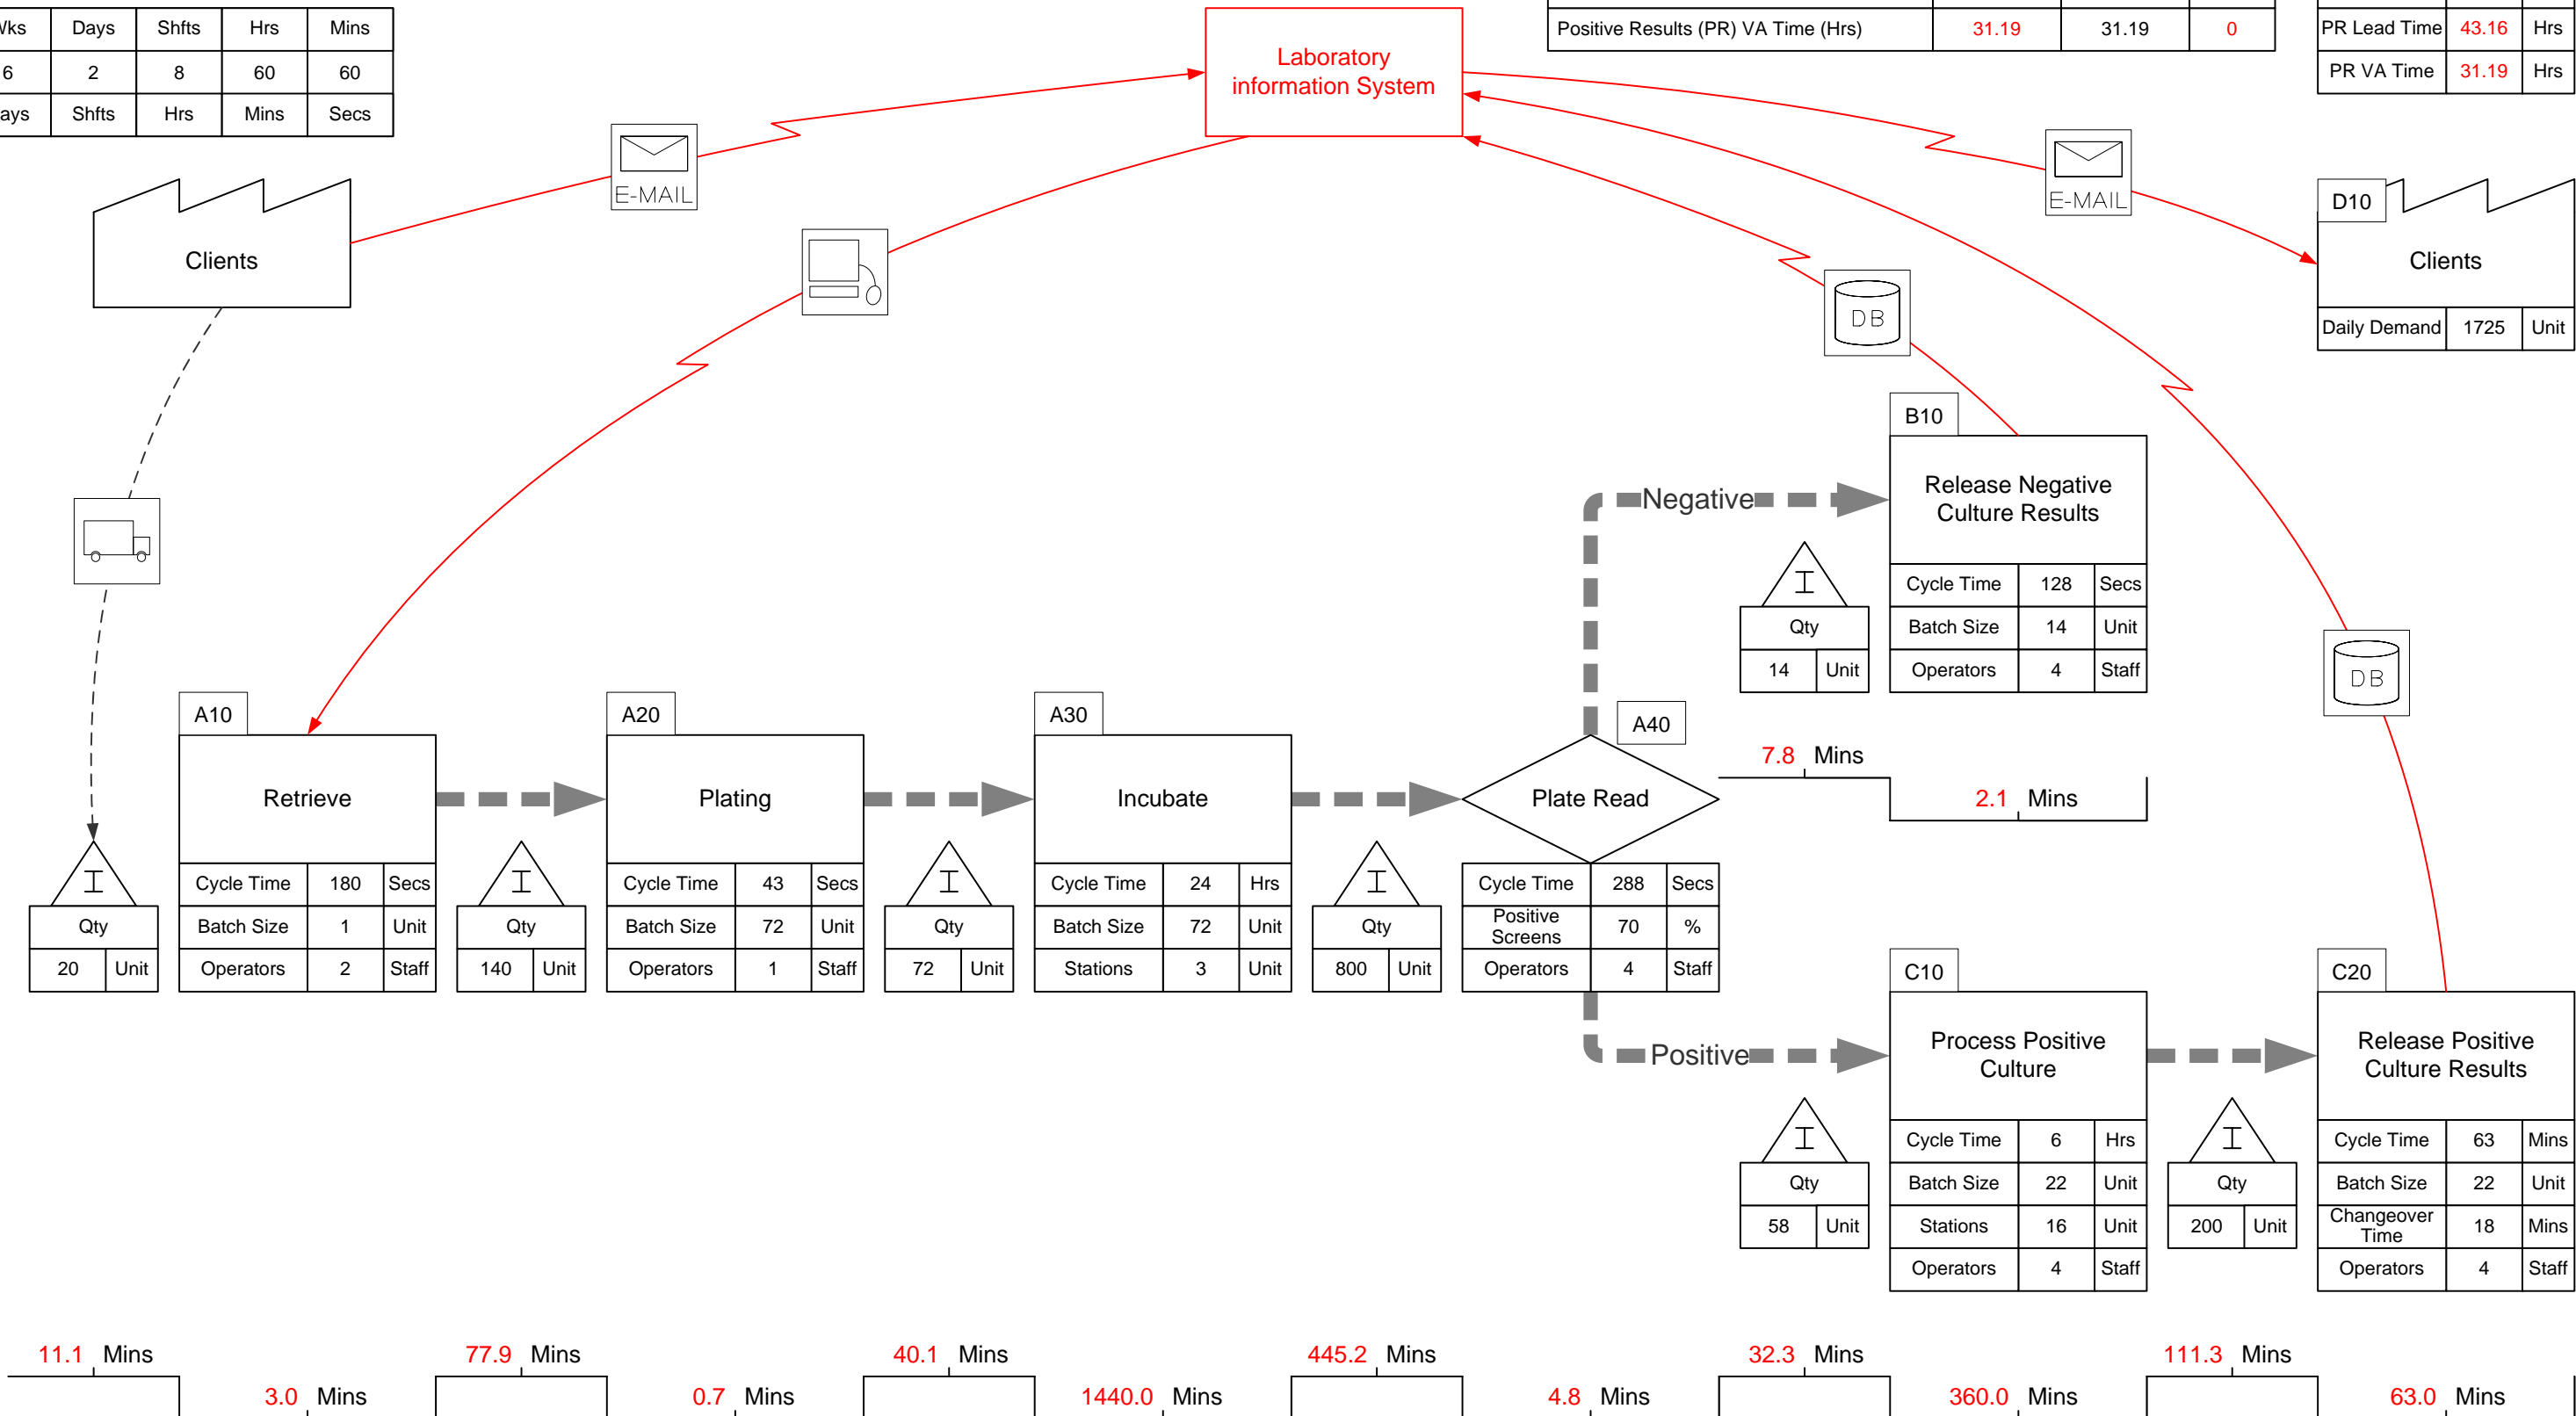 Days Shfts Hrs Mins
6 2 8 60 60
Shfts Hrs Mins Secs
Laboratory
information System
Positive Results (PR) VA Time (Hrs) 31.19 31.19 0
PR Lead Time 43.16 Hrs
PR VA Time 31.19 Hrs
E-MAIL
E-MAIL
Clients
D10
Clients
Daily Demand 1725 Unit
DB
B10
Release Negative
Culture Results
Cycle Time 128 Secs
Batch Size 14 Unit
Operators 4 Staff
Negative
I
Qty
14 Unit
DB
A10
Retrieve
Cycle Time 180 Secs
Batch Size 1 Unit
Operators 2 Staff
I
Qty
20 Unit
A20
Plating
Cycle Time 43 Secs
Batch Size 72 Unit
Operators 1 Staff
I
Qty
140 Unit
A30
Incubate
Cycle Time 24 Hrs
Batch Size 72 Unit
Stations 3 Unit
I
Qty
72 Unit
A40
Plate Read
Cycle Time 288 Secs
Positive
Screens 70 %
Operators 4 Staff
I
Qty
800 Unit
7.8 Mins
2.1 Mins
Positive
C10
Process Positive
Culture
Cycle Time 6 Hrs
Batch Size 22 Unit
Stations 16 Unit
Operators 4 Staff
I
Qty
58 Unit
C20
Release Positive
Culture Results
Cycle Time 63 Mins
Batch Size 22 Unit
Changeover
Time 18 Mins
Operators 4 Staff
I
Qty
200 Unit
11.1 Mins 77.9 Mins 40.1 Mins 445.2 Mins 32.3 Mins 111.3 Mins
3.0 Mins 0.7 Mins 1440.0 Mins 4.8 Mins 360.0 Mins 63.0 Mins